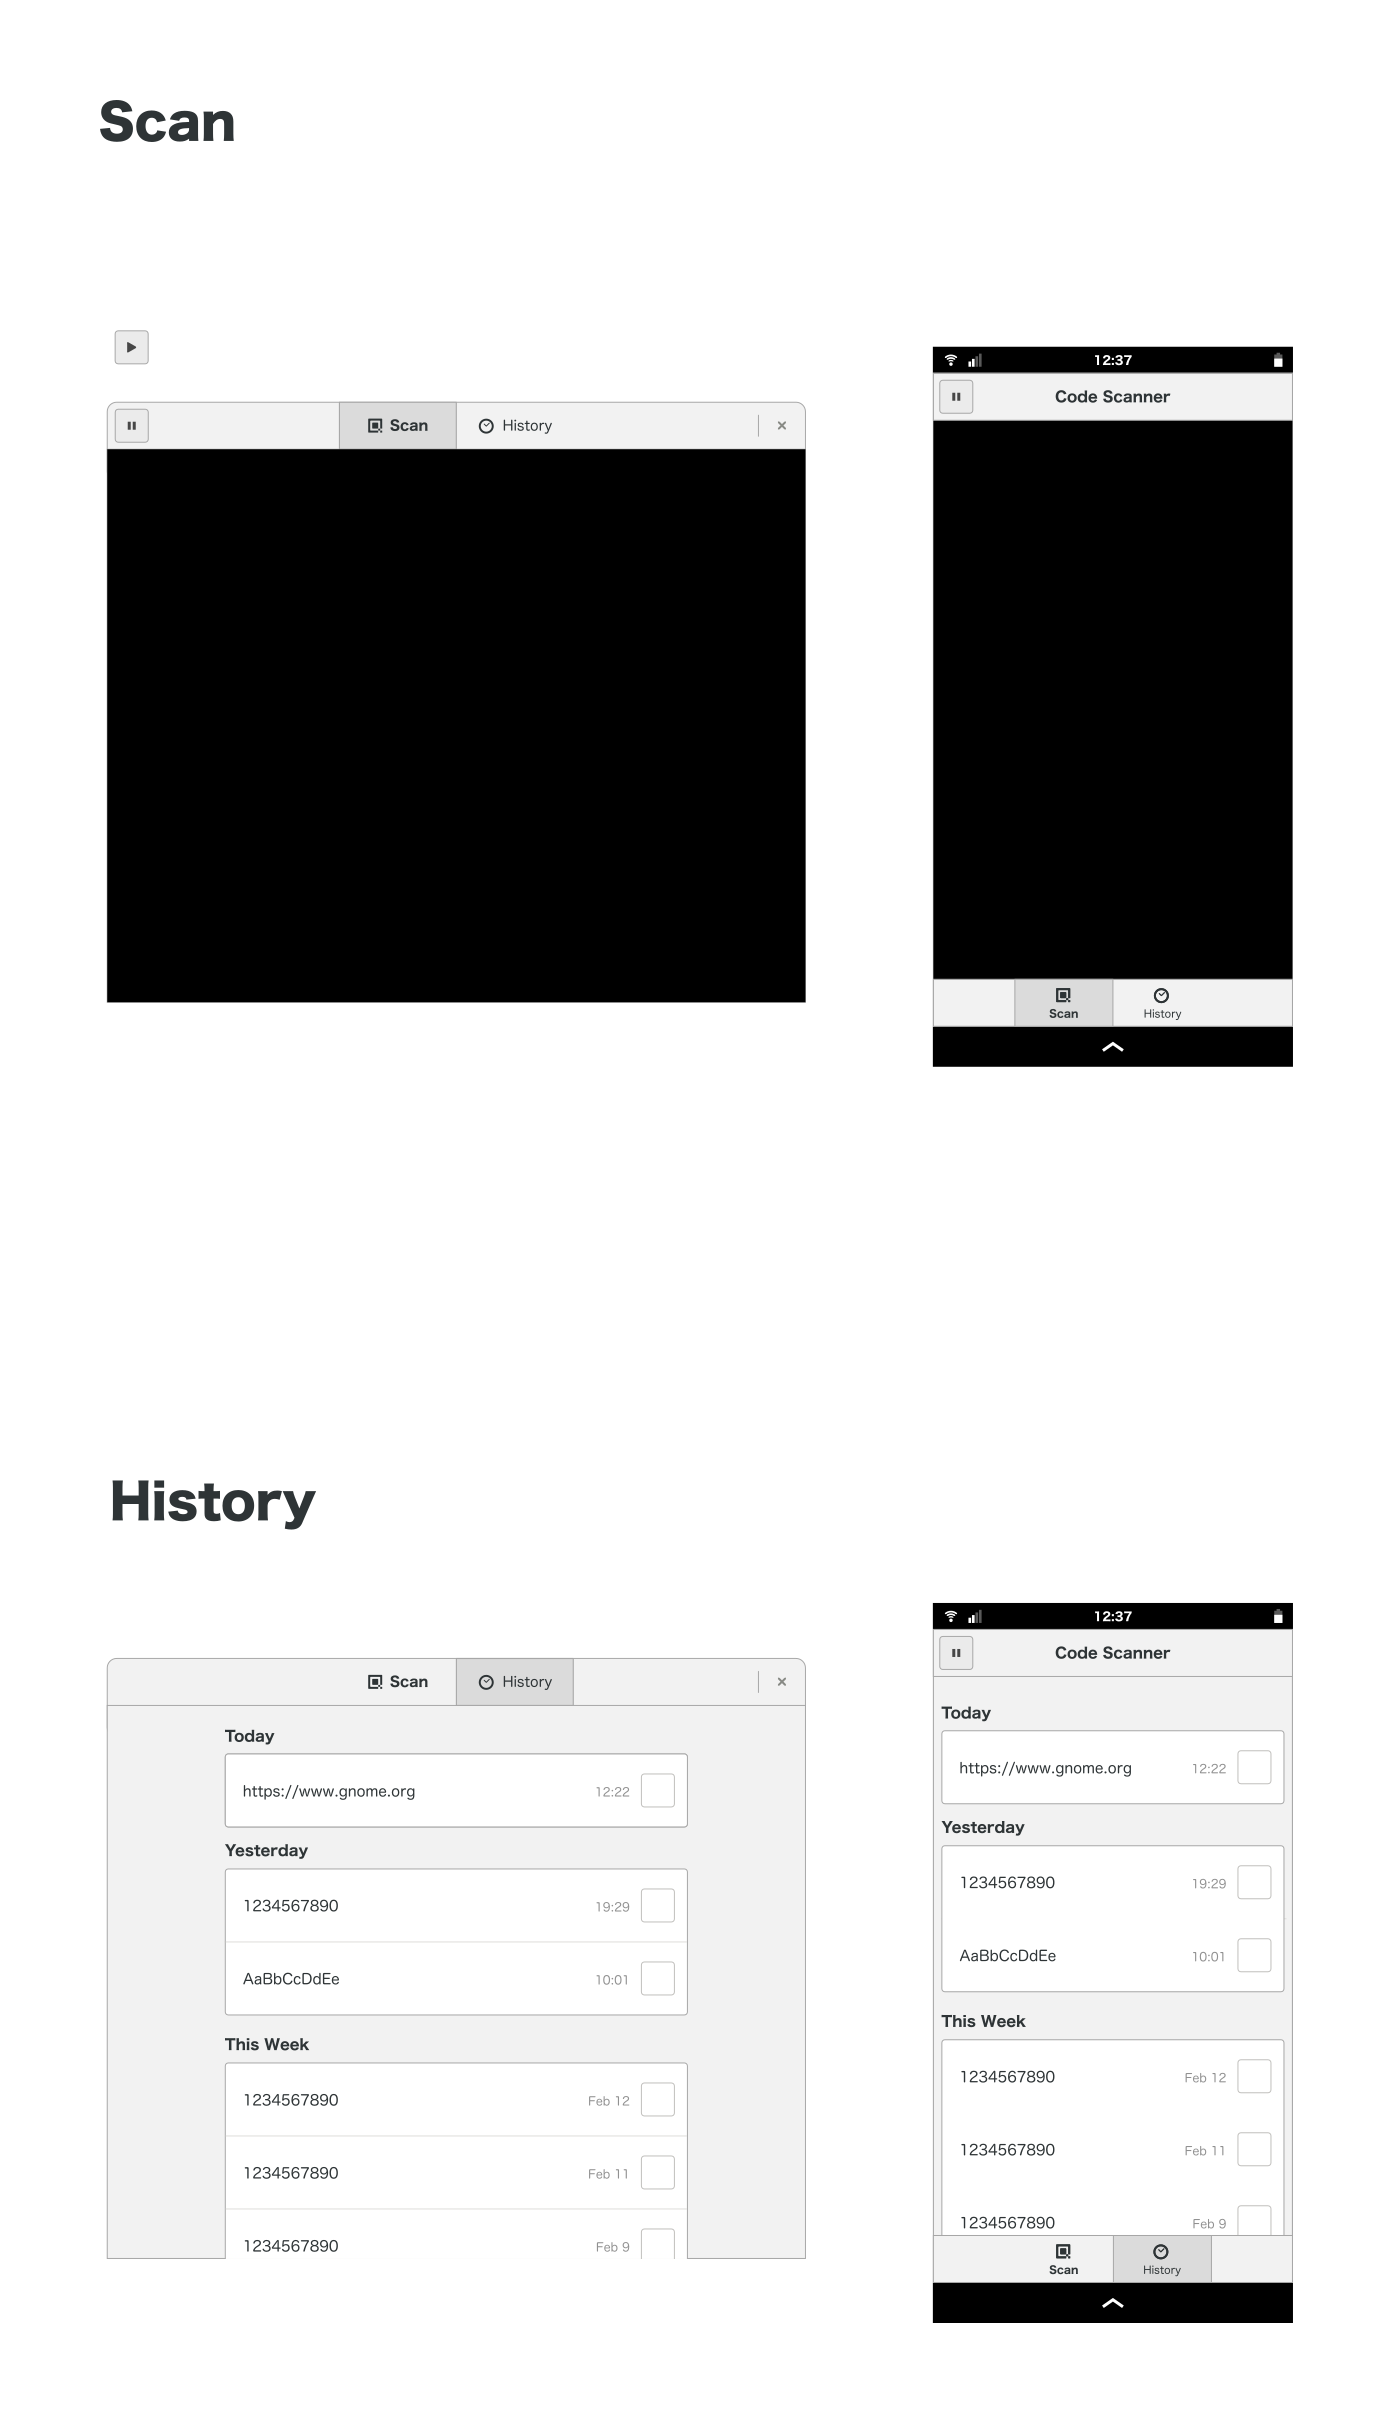 Scan
12:37
Code Scanner
Scan History
Scan History
History
12:37
Code Scanner
Scan History
Today
https://www.gnome.org 12:22
Yesterday
1234567890 19:29
AaBbCcDdEe 10:01
This Week
1234567890 Feb 12
1234567890 Feb 11
1234567890 Feb 9
Today
https://www.gnome.org 12:22
Yesterday
1234567890 19:29
AaBbCcDdEe 10:01
This Week
1234567890 Feb 12
1234567890 Feb 11
1234567890 Feb 9
Scan History